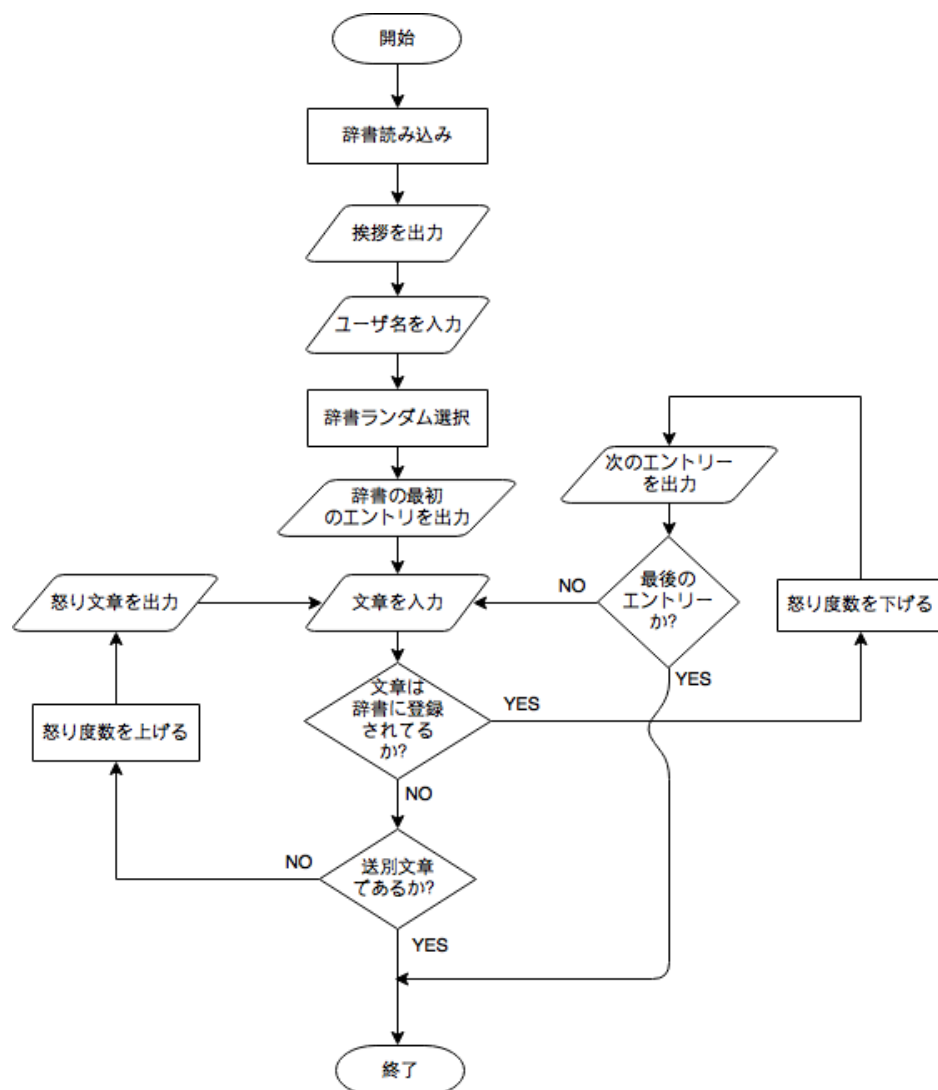 開始
辞書読み込み
挨拶を出力
ユーザ名を入力
辞書ランダム選択
辞書の最初
のエントリを出力
次のエントリー
を出力
怒り文章を出力
文章を入力
NO
最後の
エントリー
か?
怒り度数を下げる
YES
文章は
辞書に登録
されてる
か?
YES
怒り度数を上げる
NO
送別文章
であるか?
NO
YES
終了